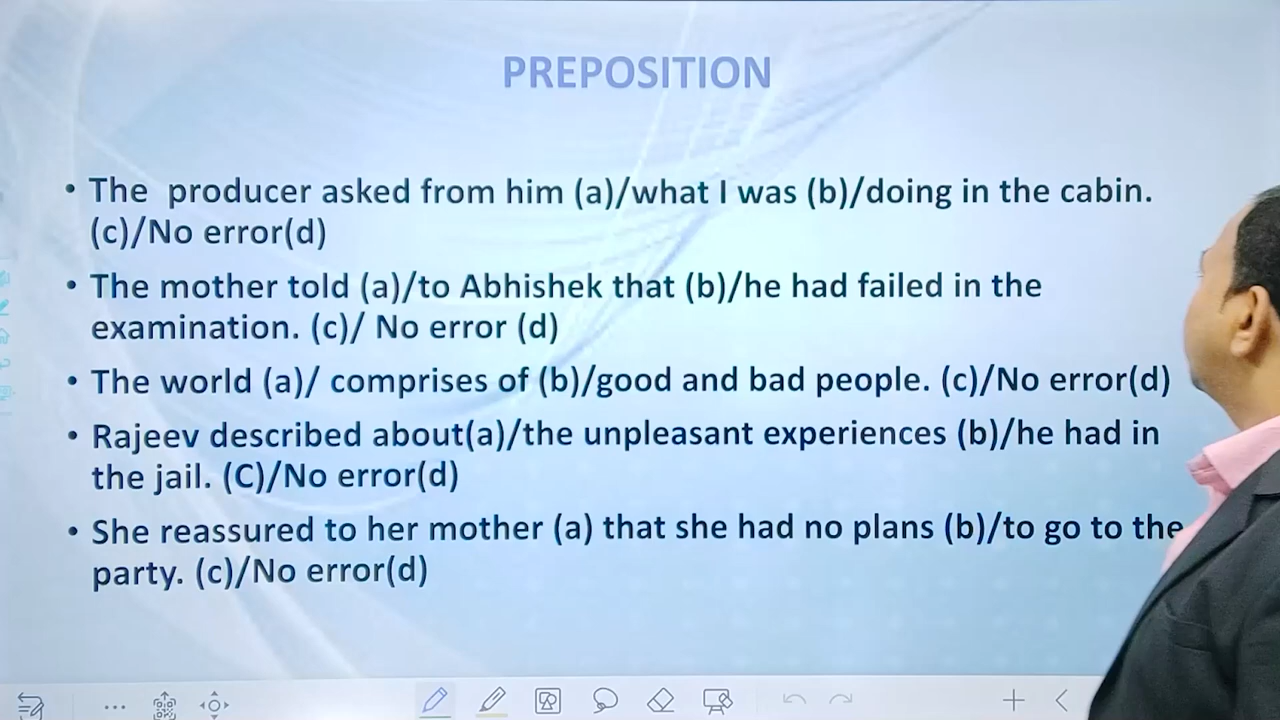 PREPOSITION
• The producer asked from him (a)/what I was (b)/doing in the cabin.
(c)/No error(d)
• The mother told (a)/to Abhishek that (b)/he had failed in the
examination. (c)/ No error (d)
• The world (a)/ comprises of (b)/good and bad people. (c)/No error(d)
• Rajeev described about(a)/the unpleasant experiences (b)/he had in
the jail. (C)/No error(d)
• She reassured to her mother (a) that she had no plans (b)/to go to the
party. (c)/No error(d)